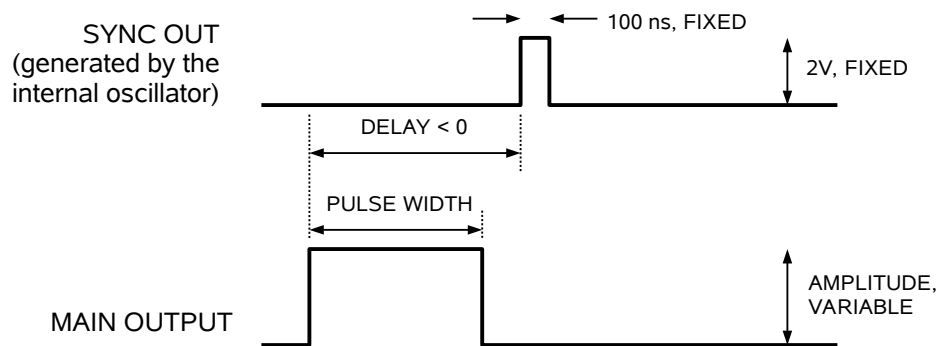 SYNC OUT
(generated by the
internal oscillator)
100 ns, FIXED
2V, FIXED
DELAY < 0
PULSE WIDTH
MAIN OUTPUT
AMPLITUDE,
VARIABLE